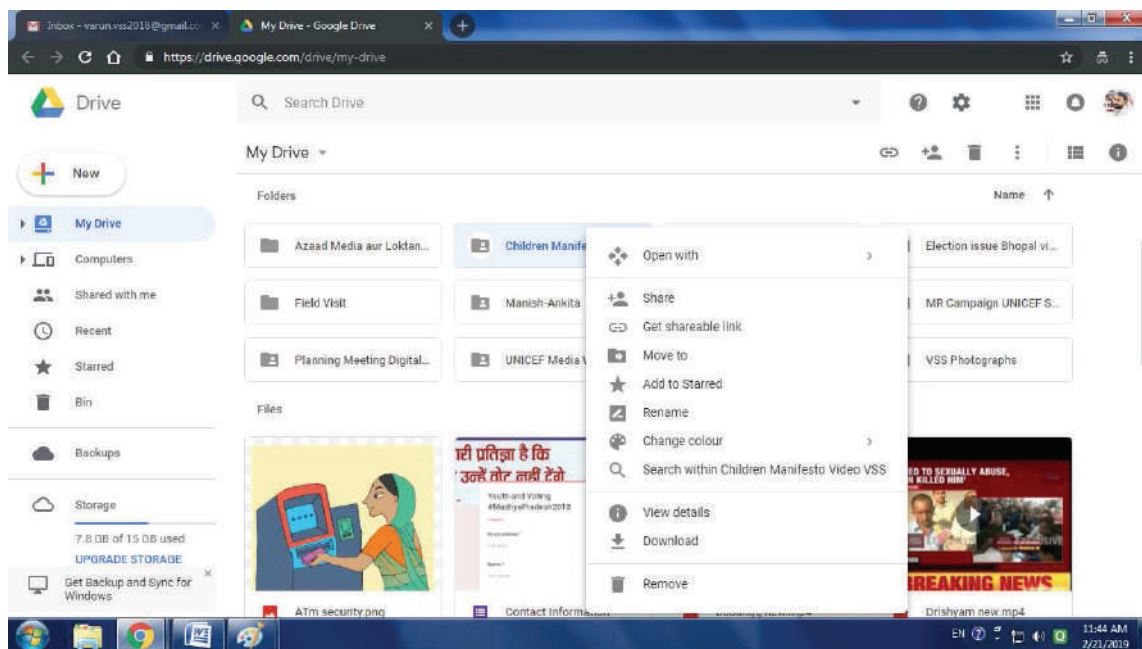 Inbox - varun.vss2018@gmail.co
My Drive - Google Drive
https://drive.google.com/drive/my-drive
Drive
Search Drive
My Drive
New
Folders
Name
My Drive
Computers
Shared with me
Recent
Starred
Bin
Backups
Storage
7.8 GB of 15 GB used
UPGRADE STORAGE
Get Backup and Sync for
Windows
Azaad Media aur Loktan...
Children Manife
Election issue Bhopal vi...
Field Visit
Manish-Ankita
MR Campaign UNICEF S...
Planning Meeting Digital...
UNICEF Media
VSS Photographs
Open with
Share
Get shareable link
Move to
Add to Starred
Rename
Change colour
Search within Children Manifesto Video VSS
View details
Download
Remove
Files
री प्रतिज्ञा है कि
उन्हें वोट नहीं देंगे
Youth and Voting
#MadhyaPradesh2018
ED TO SEXUALLY ABUSE,
N KILLED HIM'
BREAKING NEWS
ATm security.png
Contact Information
Drishyam new.mp4
EN
11:44 AM
2/21/2019